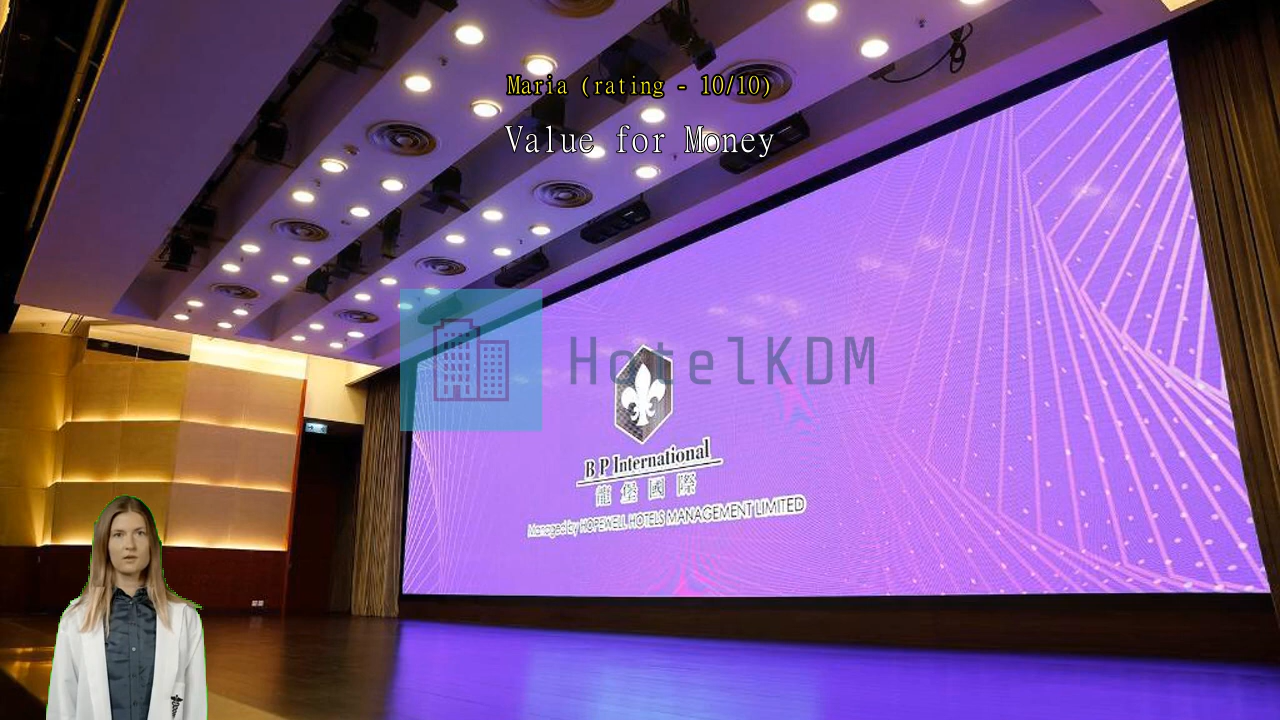 Maria (rating - 10/10)
Value for Money
HotelKDM
B P International
龍堡國際
Managed by HOPEWELL HOTELS MANAGEMENT LIMITED